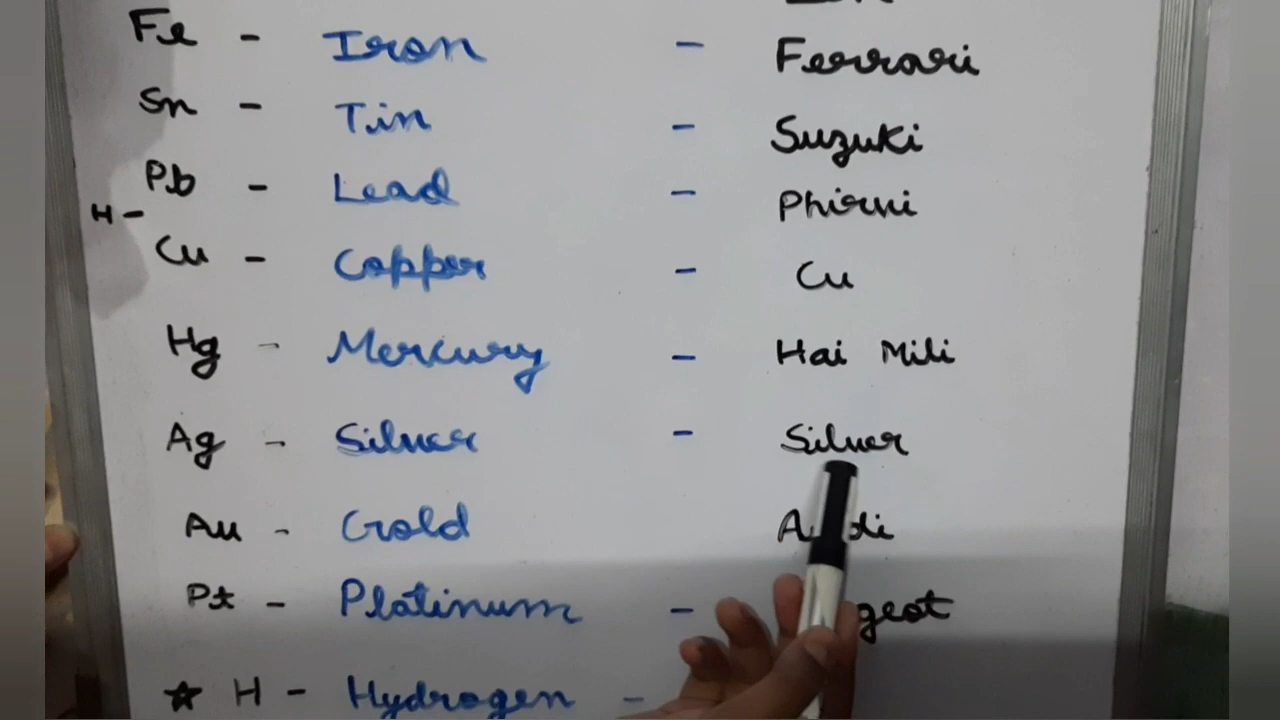 Fe - Iron - Ferrari
Sn - Tin - Suzuki
Pb - Lead - Phirni
H -
Cu - Copper - Cu
Hg - Mercury - Hai Mili
Ag - Silver - Silver
Au - Gold
Pt - Platinum -
★ H - Hydrogen -